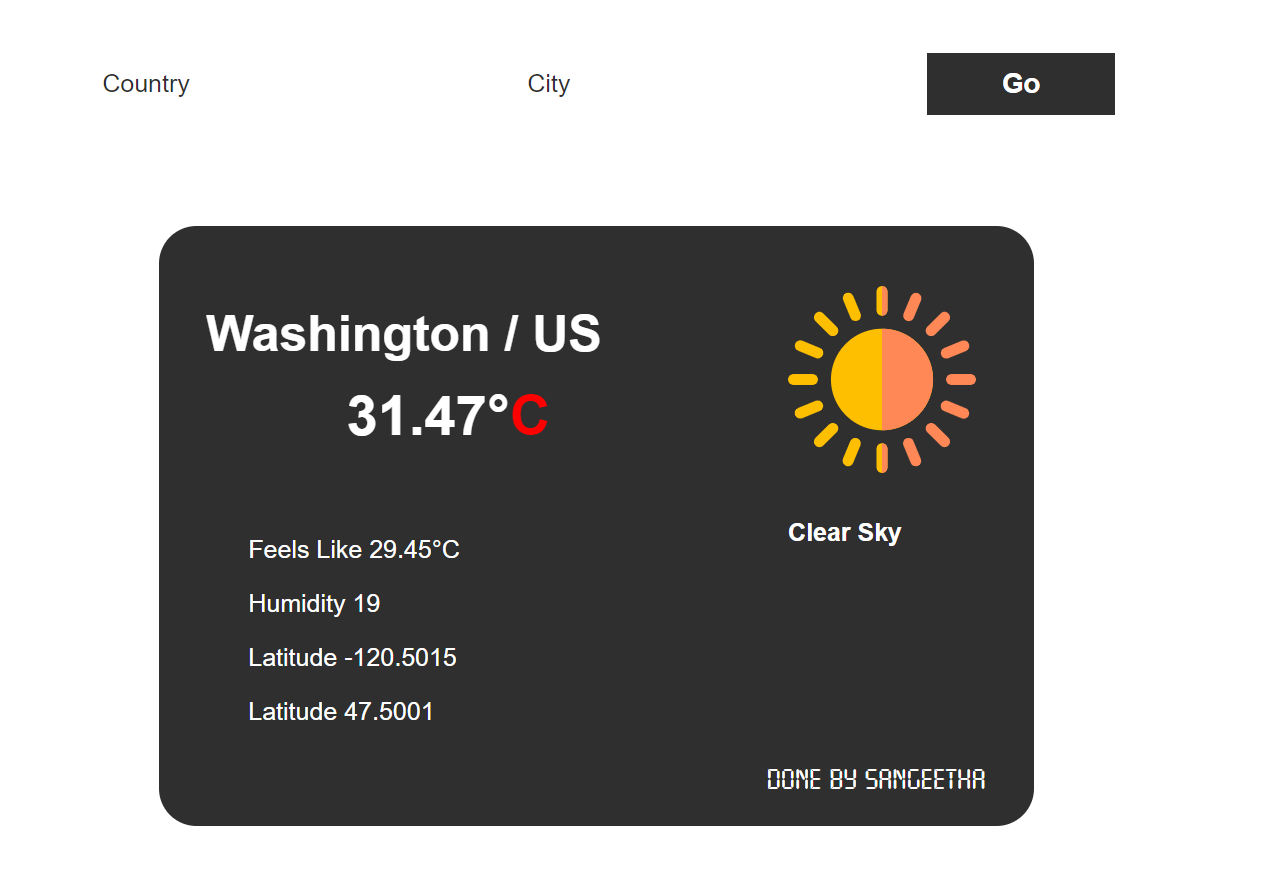 Country City Go
Washington / US
31.47°C
Clear Sky
Feels Like 29.45°C
Humidity 19
Latitude -120.5015
Latitude 47.5001
DONE BY SANGEETHA